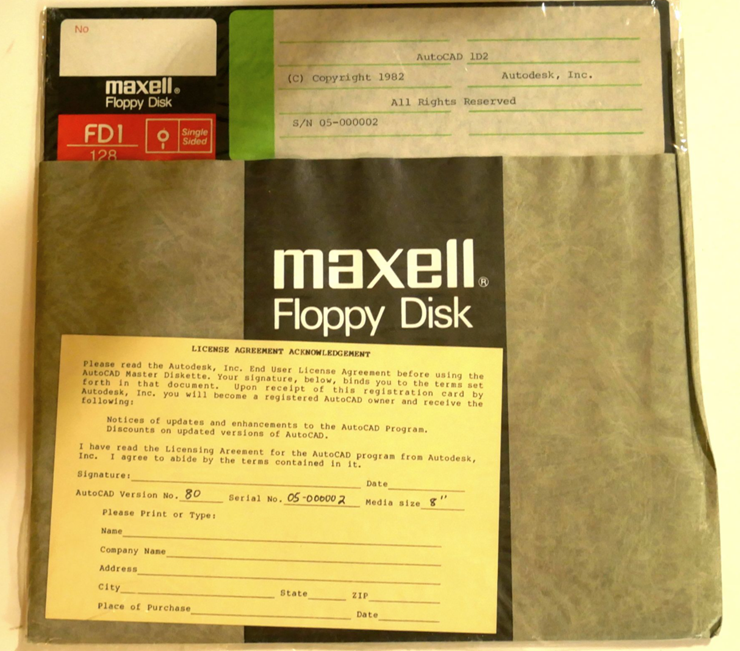 No
maxell®
Floppy Disk
FD1
Single
Sided
128
AutoCAD 1D2
(C) Copyright 1982 Autodesk, Inc.
All Rights Reserved
S/N 05-000002
maxell®
Floppy Disk
LICENSE AGREEMENT ACKNOWLEDGEMENT
Please read the Autodesk, Inc. End User License Agreement before using the
AutoCAD Master Diskette. Your signature, below, binds you to the terms set
forth in that document. Upon receipt of this registration card by
Autodesk, Inc. you will become a registered AutoCAD owner and receive the
following:
Notices of updates and enhancements to the AutoCAD Program.
Discounts on updated versions of AutoCAD.
I have read the Licensing Areement for the AutoCAD program from Autodesk,
Inc. I agree to abide by the terms contained in it.
Signature: Date
AutoCAD Version No. 80 Serial No. 05-000002 Media size 8"
Please Print or Type:
Name
Company Name
Address
City State ZIP
Place of Purchase Date